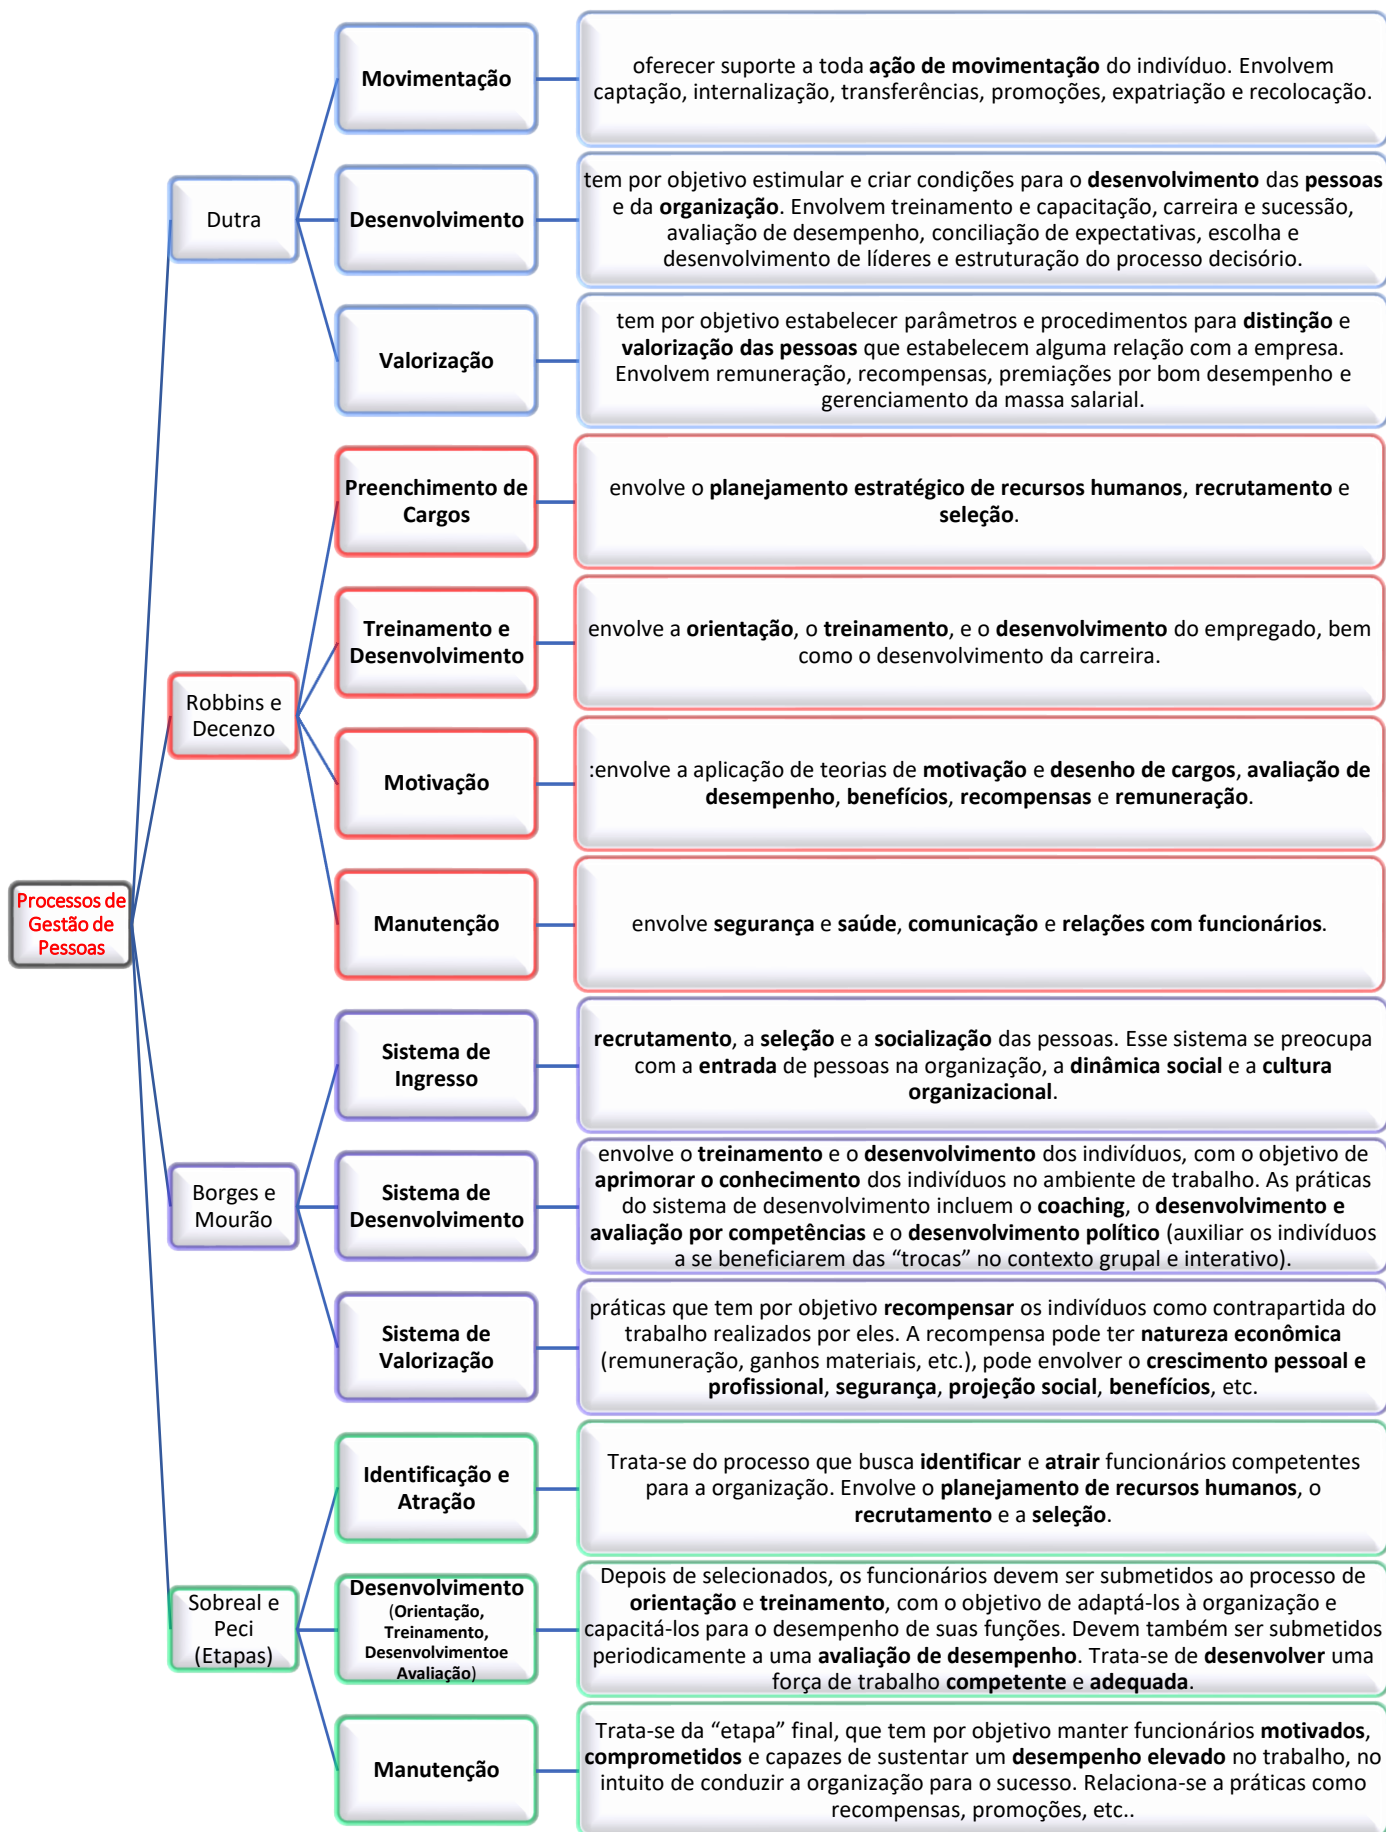 Processos de
Gestão de
Pessoas
Dutra
Movimentação
oferecer suporte a toda ação de movimentação do indivíduo. Envolvem
captação, internalização, transferências, promoções, expatriação e recolocação.
Desenvolvimento
tem por objetivo estimular e criar condições para o desenvolvimento das pessoas
e da organização. Envolvem treinamento e capacitação, carreira e sucessão,
avaliação de desempenho, conciliação de expectativas, escolha e
desenvolvimento de líderes e estruturação do processo decisório.
Valorização
tem por objetivo estabelecer parâmetros e procedimentos para distinção e
valorização das pessoas que estabelecem alguma relação com a empresa.
Envolvem remuneração, recompensas, premiações por bom desempenho e
gerenciamento da massa salarial.
Robbins e
Decenzo
Preenchimento de
Cargos
envolve o planejamento estratégico de recursos humanos, recrutamento e
seleção.
Treinamento e
Desenvolvimento
envolve a orientação, o treinamento, e o desenvolvimento do empregado, bem
como o desenvolvimento da carreira.
Motivação
:envolve a aplicação de teorias de motivação e desenho de cargos, avaliação de
desempenho, benefícios, recompensas e remuneração.
Manutenção
envolve segurança e saúde, comunicação e relações com funcionários.
Borges e
Mourão
Sistema de
Ingresso
recrutamento, a seleção e a socialização das pessoas. Esse sistema se preocupa
com a entrada de pessoas na organização, a dinâmica social e a cultura
organizacional.
Sistema de
Desenvolvimento
envolve o treinamento e o desenvolvimento dos indivíduos, com o objetivo de
aprimorar o conhecimento dos indivíduos no ambiente de trabalho. As práticas
do sistema de desenvolvimento incluem o coaching, o desenvolvimento e
avaliação por competências e o desenvolvimento político (auxiliar os indivíduos
a se beneficiarem das “trocas” no contexto grupal e interativo).
Sistema de
Valorização
práticas que tem por objetivo recompensar os indivíduos como contrapartida do
trabalho realizados por eles. A recompensa pode ter natureza econômica
(remuneração, ganhos materiais, etc.), pode envolver o crescimento pessoal e
profissional, segurança, projeção social, benefícios, etc.
Sobreal e
Peci
(Etapas)
Identificação e
Atração
Trata-se do processo que busca identificar e atrair funcionários competentes
para a organização. Envolve o planejamento de recursos humanos, o
recrutamento e a seleção.
Desenvolvimento
(Orientação,
Treinamento,
Desenvolvimentoe
Avaliação)
Depois de selecionados, os funcionários devem ser submetidos ao processo de
orientação e treinamento, com o objetivo de adaptá-los à organização e
capacitá-los para o desempenho de suas funções. Devem também ser submetidos
periodicamente a uma avaliação de desempenho. Trata-se de desenvolver uma
força de trabalho competente e adequada.
Manutenção
Trata-se da “etapa” final, que tem por objetivo manter funcionários motivados,
comprometidos e capazes de sustentar um desempenho elevado no trabalho, no
intuito de conduzir a organização para o sucesso. Relaciona-se a práticas como
recompensas, promoções, etc..